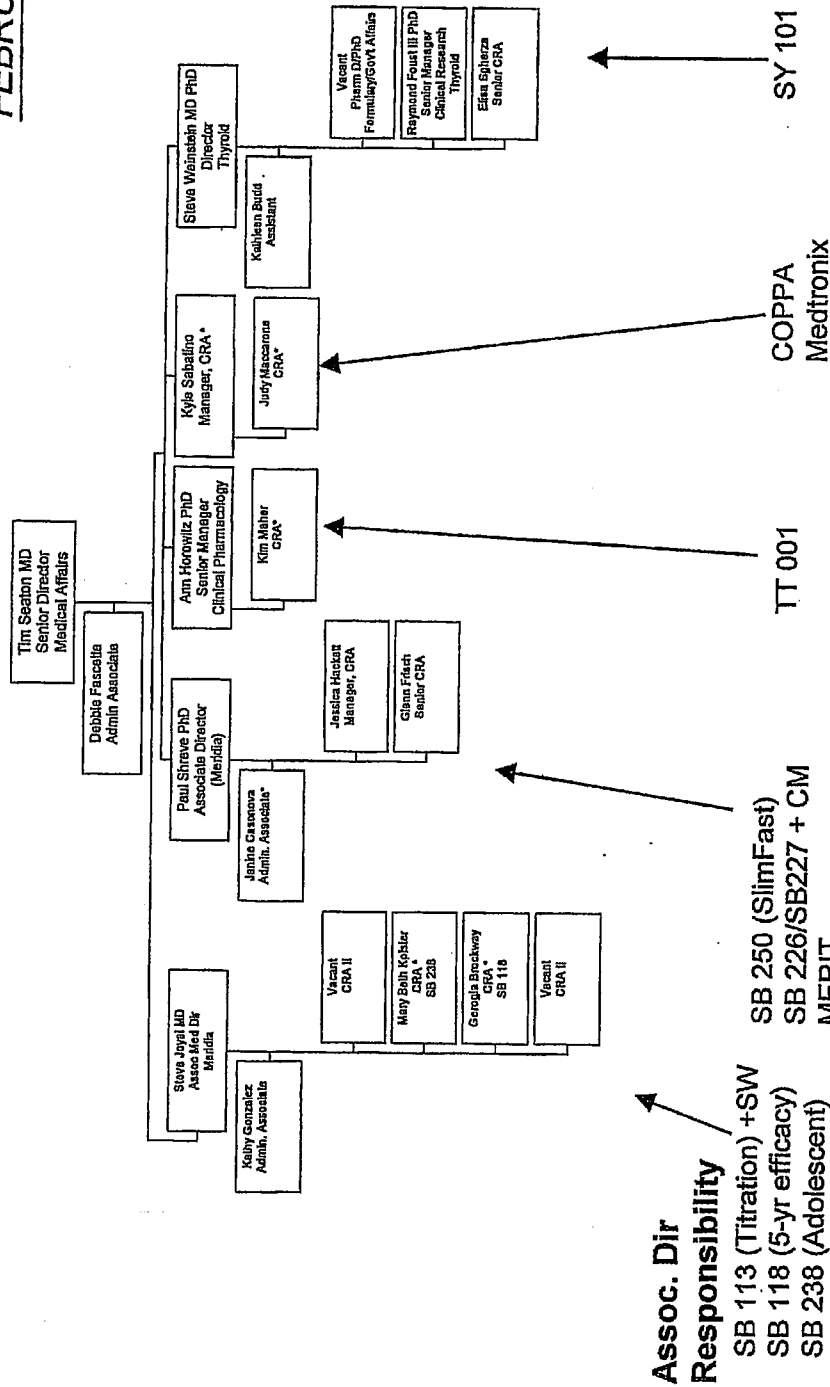 FEBRU
Tim Seaton MD
Senior Director
Medical Affairs
Debbie Fascetta
Admin Associate
Steve Joyal MD
Assoc Med Dir
Meridia
Kathy Gonzalez
Admin. Associate
Vacant
CRA II
Mary Beth
CRA *
SB 238
Gerogia Brockway
CRA *
SB 118
Vacant
CRA II
Paul Shreve PhD
Associate Director
(Meridia)
Janine Casonova
Admin. Associate*
Jessica Hackett
Manager, CRA
Glenn Frisch
Senior CRA
Ann Horowitz PhD
Senior Manager
Clinical Pharmacology
Kim Maher
CRA*
Kyle Sabatino
Manager, CRA *
Judy Maccarone
CRA*
Steve Weinstein MD PhD
Director
Thyroid
Kathleen Budd
Assistant
Vacant
Pharm D/PhD
Formulary/Gov't Affairs
Raymond Foust III PhD
Senior Manager
Clinical Research
Thyroid
Elisa Egherza
Senior CRA
Assoc. Dir
Responsibility
SB 113 (Titration) +SW
SB 118 (5-yr efficacy)
SB 238 (Adolescent)
SB 250 (SlimFast)
SB 226/SB227 + CM
MERIT
TT 001
COPPA
Medtronix
SY 101